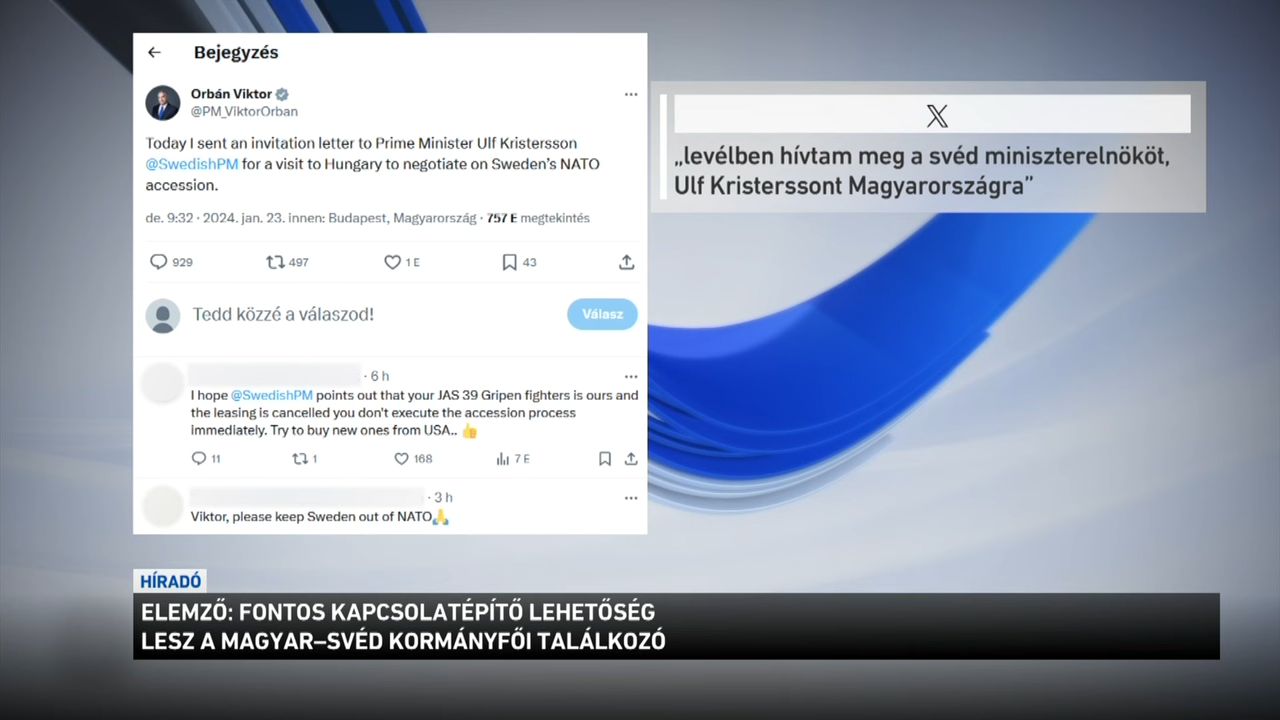 Bejegyzés
Orbán Viktor
@PM_ViktorOrban
Today I sent an invitation letter to Prime Minister Ulf Kristersson
@SwedishPM for a visit to Hungary to negotiate on Sweden's NATO
accession.
de. 9:32 · 2024. jan. 23. innen: Budapest, Magyarország · 757 E megtekintés
929 497 1 E 43
Tedd közzé a válaszod!
Válasz
· 6 h
I hope @SwedishPM points out that your JAS 39 Gripen fighters is ours and
the leasing is cancelled you don't execute the accession process
immediately. Try to buy new ones from USA.. 👍
11 1 168 7 E
· 3 h
Viktor, please keep Sweden out of NATO🙏
X
„levélben hívtam meg a svéd miniszterelnököt,
Ulf Kristerssont Magyarországra”
HÍRADÓ
ELEMZŐ: FONTOS KAPCSOLATÉPÍTŐ LEHETŐSÉG
LESZ A MAGYAR–SVÉD KORMÁNYFŐI TALÁLKOZÓ